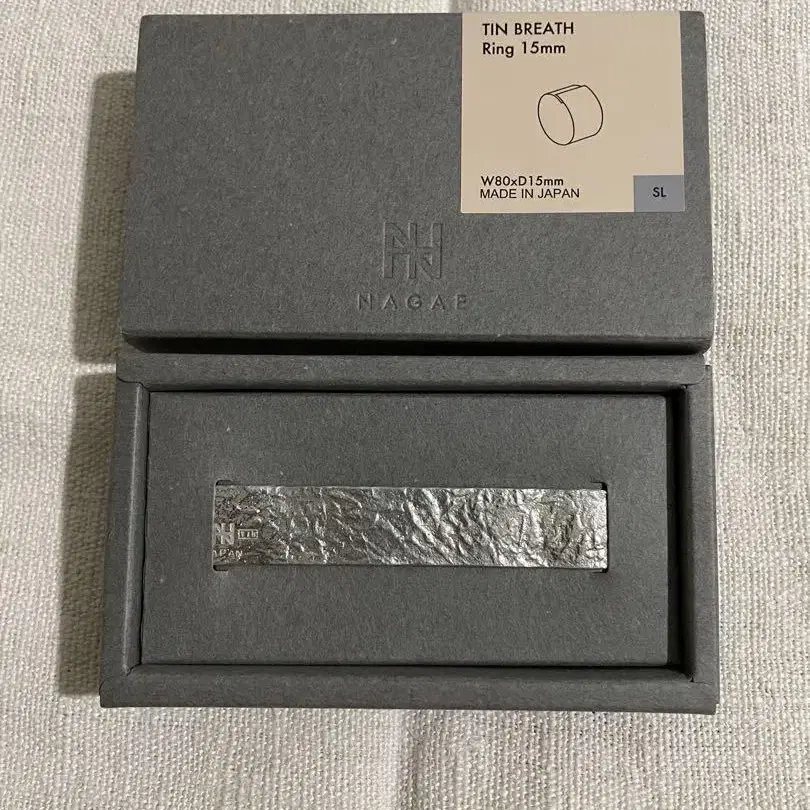 TIN BREATH
Ring 15mm
W80xD15mm
MADE IN JAPAN
SL
NAGAE